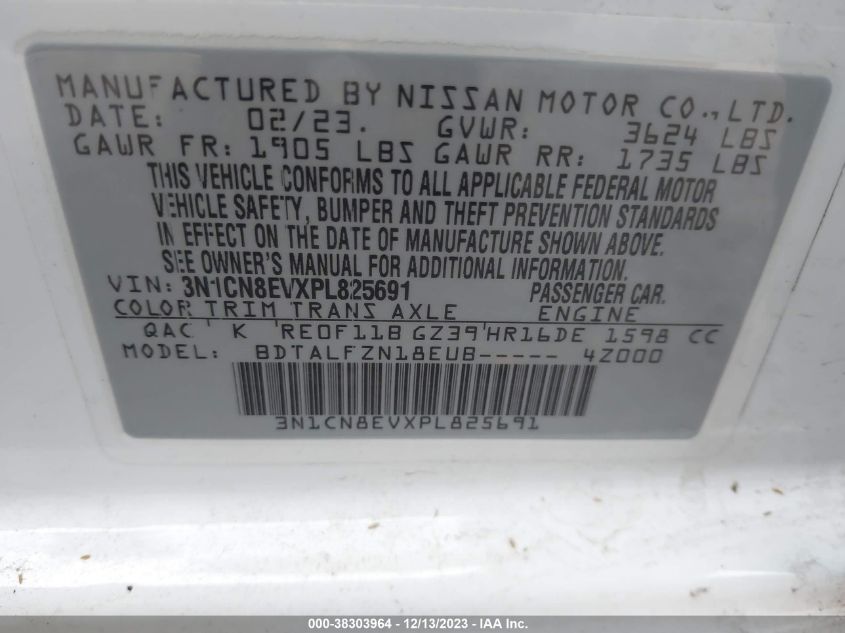 MANUFACTURED BY NISSAN MOTOR CO., LTD.
DATE: 02/23. GVWR: 3624 LBS
GAWR FR: 1905 LBS GAWR RR: 1735 LBS
THIS VEHICLE CONFORMS TO ALL APPLICABLE FEDERAL MOTOR
VEHICLE SAFETY, BUMPER AND THEFT PREVENTION STANDARDS
IN EFFECT ON THE DATE OF MANUFACTURE SHOWN ABOVE.
SEE OWNER'S MANUAL FOR ADDITIONAL INFORMATION.
VIN: 3N1CN8EVXPL825691 PASSENGER CAR.
COLOR TRIM TRANS AXLE ENGINE
QAC K RE0F11B GZ39 HR16DE 1598 CC
MODEL: BDTALFZN18EUB----- 4Z000
3N1CN8EVXPL825691
000-38303964 - 12/13/2023 - IAA Inc.